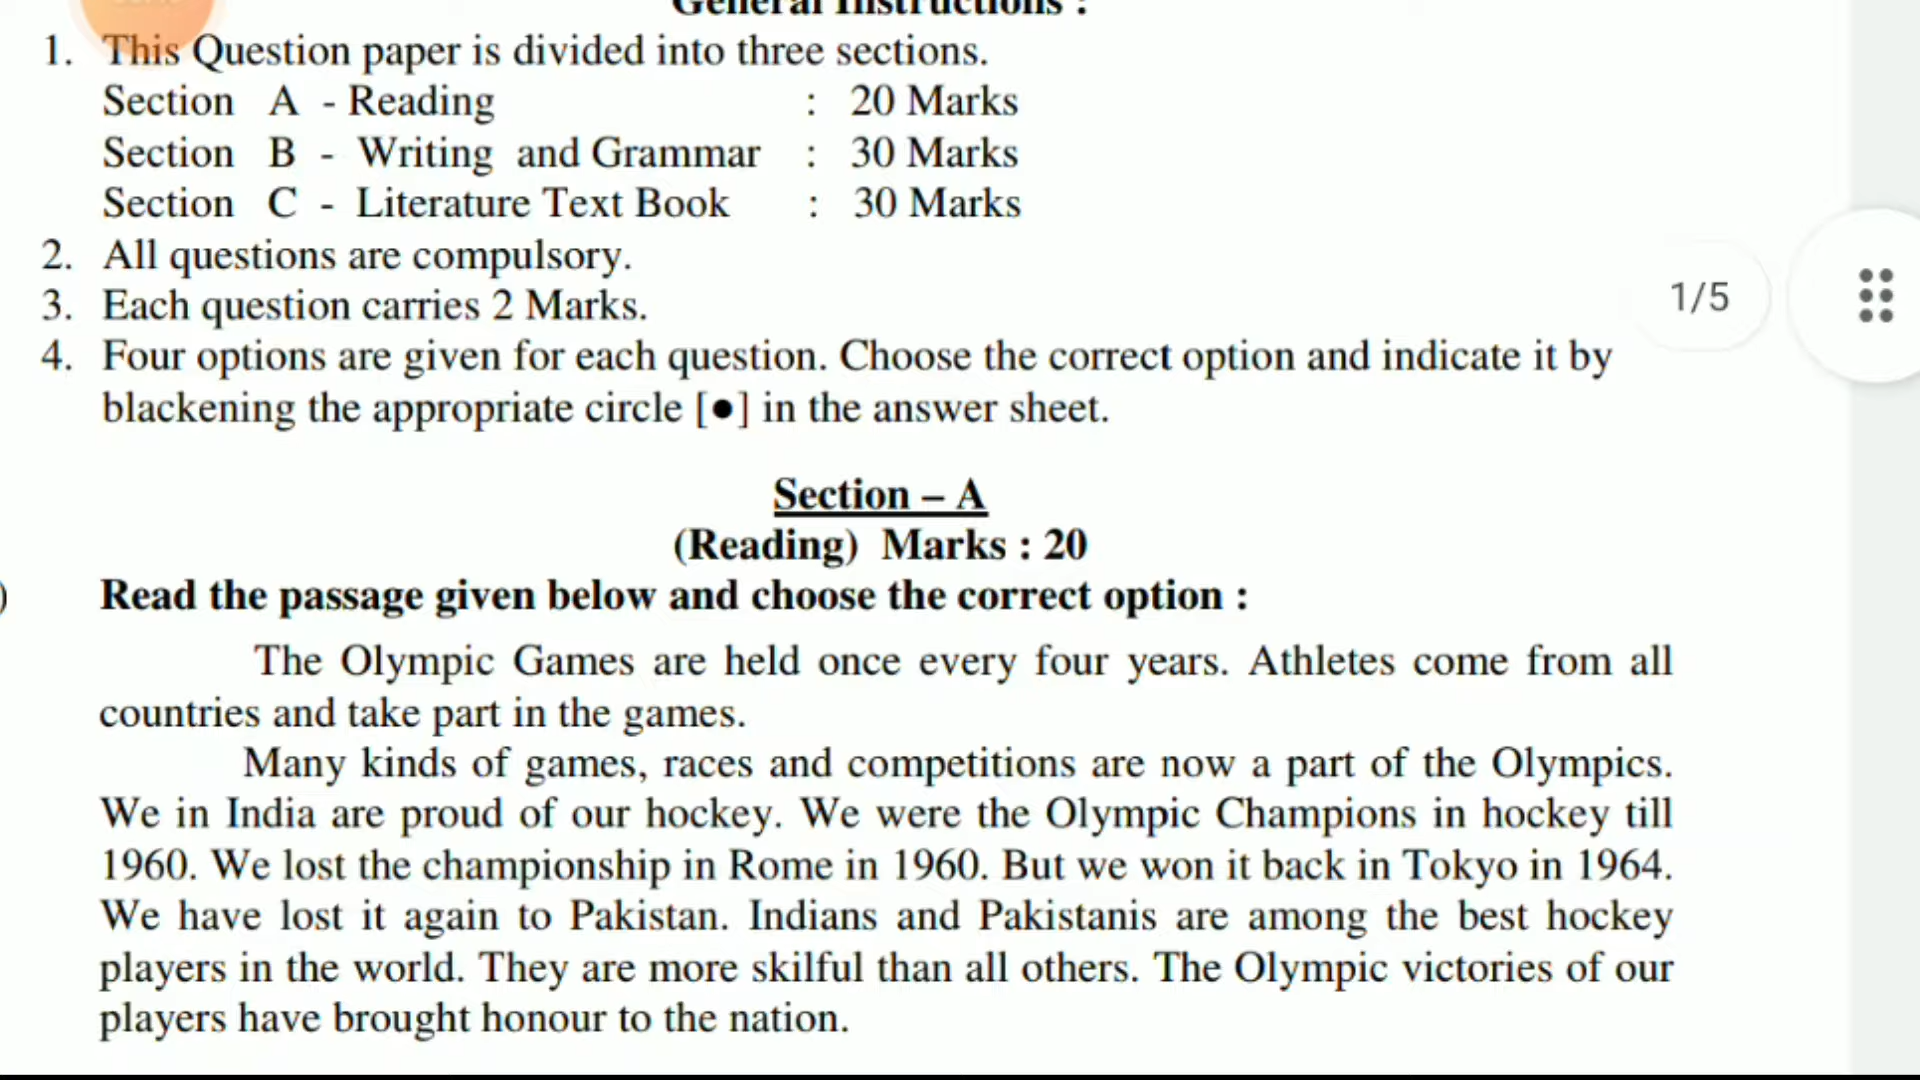 General Instructions :
1. This Question paper is divided into three sections.
Section A - Reading : 20 Marks
Section B - Writing and Grammar : 30 Marks
Section C - Literature Text Book : 30 Marks
2. All questions are compulsory.
3. Each question carries 2 Marks.
4. Four options are given for each question. Choose the correct option and indicate it by
blackening the appropriate circle [●] in the answer sheet.
1/5
Section – A
(Reading) Marks : 20
) Read the passage given below and choose the correct option :
The Olympic Games are held once every four years. Athletes come from all
countries and take part in the games.
Many kinds of games, races and competitions are now a part of the Olympics.
We in India are proud of our hockey. We were the Olympic Champions in hockey till
1960. We lost the championship in Rome in 1960. But we won it back in Tokyo in 1964.
We have lost it again to Pakistan. Indians and Pakistanis are among the best hockey
players in the world. They are more skilful than all others. The Olympic victories of our
players have brought honour to the nation.